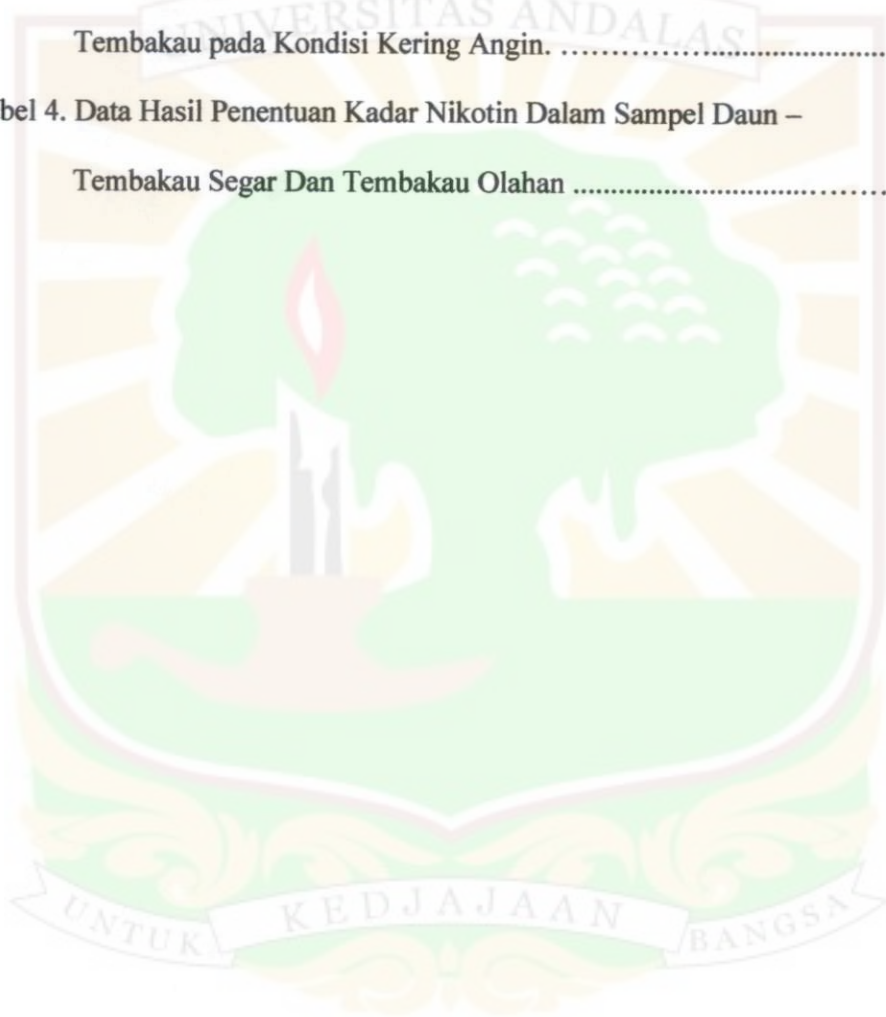 UNIVERSITAS ANDALAS
Tembakau pada Kondisi Kering Angin. ................................................
bel 4. Data Hasil Penentuan Kadar Nikotin Dalam Sampel Daun –
Tembakau Segar Dan Tembakau Olahan ..........................................
UNTUK KEDJAJAAN BANGSA